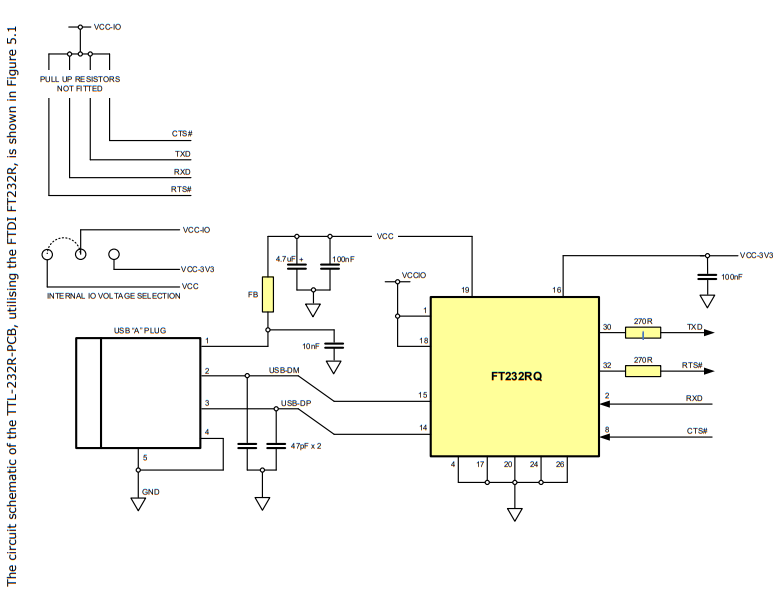 The circuit schematic of the TTL-232R-PCB, utilising the FTDI FT232R, is shown in Figure 5.1
VCC-IO
PULL UP RESISTORS
NOT FITTED
CTS#
TXD
RXD
RTS#
VCC-IO
VCC-3V3
VCC
INTERNAL IO VOLTAGE SELECTION
VCC
4.7uF +
100nF
FB
10nF
VCCIO
19
16
VCC-3V3
100nF
USB "A" PLUG
1
2
3
4
5
GND
USB-DM
USB-DP
47pF x 2
1
18
15
14
FT232RQ
30
270R
TXD
32
270R
RTS#
2
RXD
8
CTS#
4
17
20
24
26